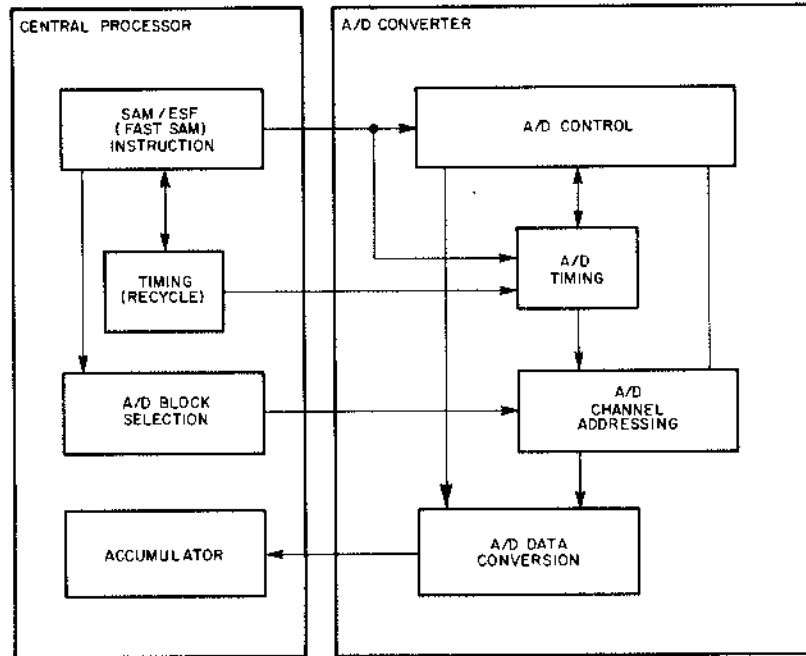 CENTRAL PROCESSOR
A/D CONVERTER
SAM/ESF
(FAST SAM)
INSTRUCTION
A/D CONTROL
TIMING
(RECYCLE)
A/D
TIMING
A/D BLOCK
SELECTION
A/D
CHANNEL
ADDRESSING
ACCUMULATOR
A/D DATA
CONVERSION